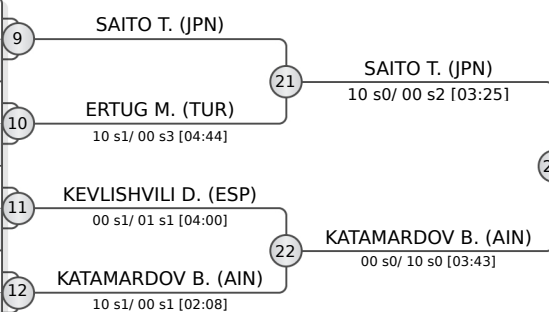 9
SAITO T. (JPN)
21
SAITO T. (JPN)
10 s0/ 00 s2 [03:25]
10
ERTUG M. (TUR)
10 s1/ 00 s3 [04:44]
11
KEVLISHVILI D. (ESP)
00 s1/ 01 s1 [04:00]
22
KATAMARDOV B. (AIN)
00 s0/ 10 s0 [03:43]
12
KATAMARDOV B. (AIN)
10 s1/ 00 s1 [02:08]